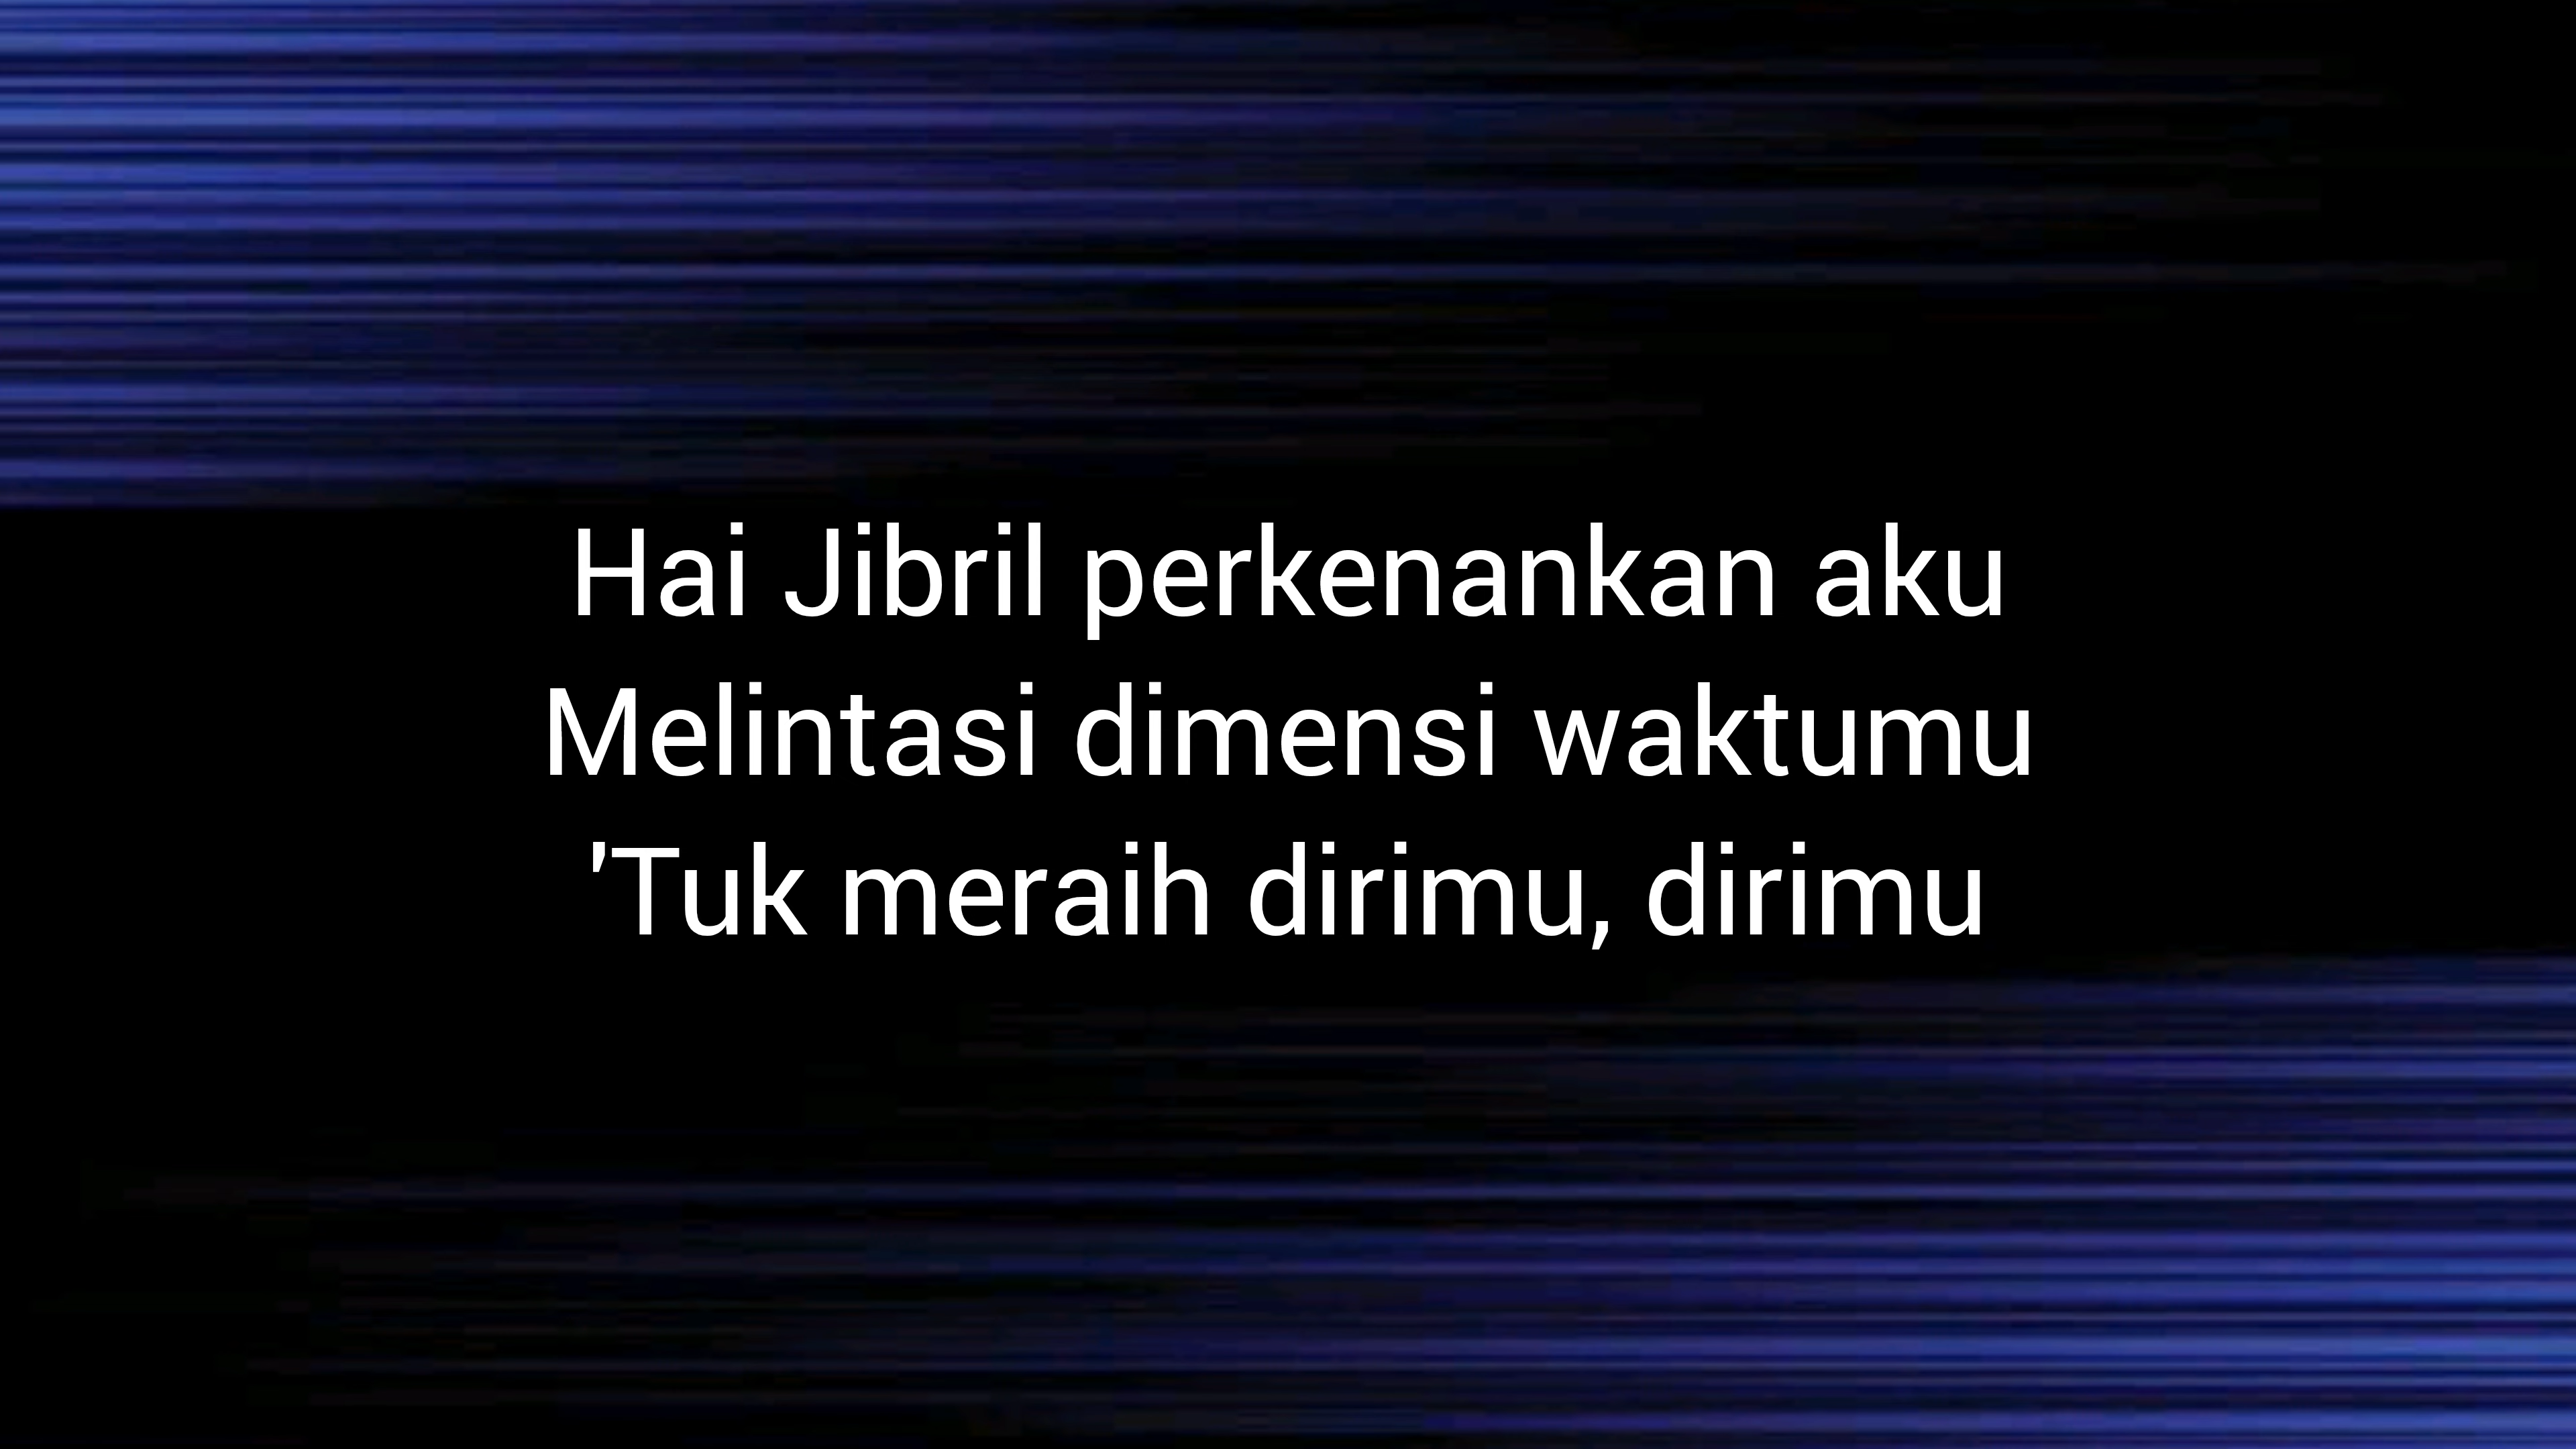 Hai Jibril perkenankan aku
Melintasi dimensi waktumu
'Tuk meraih dirimu, dirimu